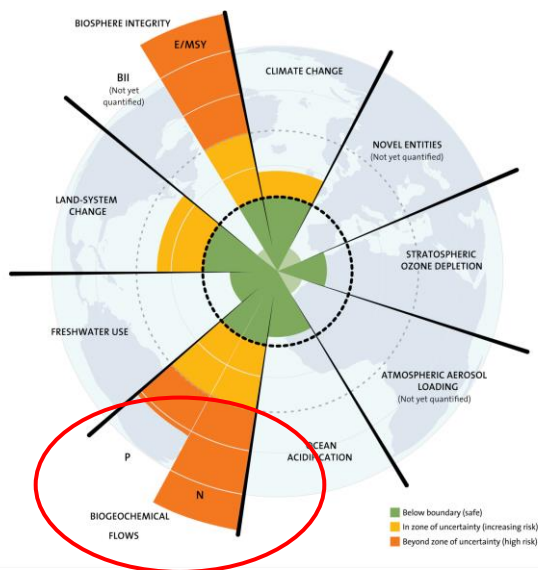 BIOSPHERE INTEGRITY
E/MSY
BII
(Not yet
quantified)
CLIMATE CHANGE
NOVEL ENTITIES
(Not yet quantified)
LAND-SYSTEM
CHANGE
STRATOSPHERIC
OZONE DEPLETION
FRESHWATER USE
ATMOSPHERIC AEROSOL
LOADING
(Not yet quantified)
OCEAN
ACIDIFICATION
P
N
BIOGEOCHEMICAL
FLOWS
Below boundary (safe)
In zone of uncertainty (increasing risk)
Beyond zone of uncertainty (high risk)